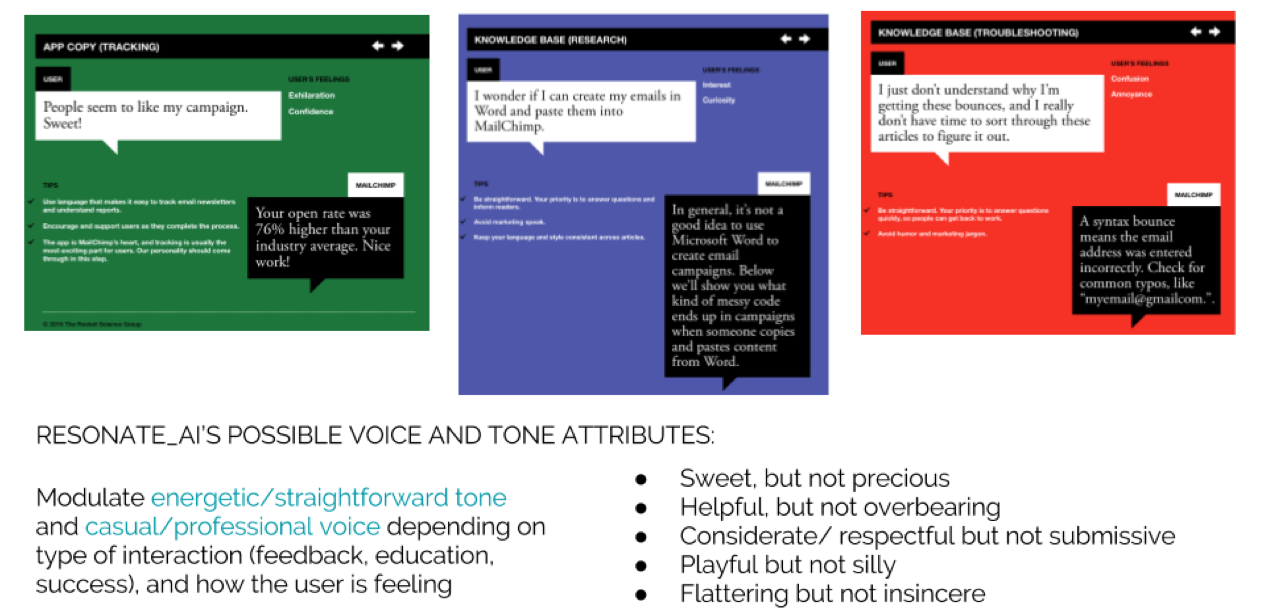 APP COPY (TRACKING)
USER
People seem to like my campaign.
Sweet!
USER'S FEELINGS
Exhilaration
Confidence
TIPS
Use language that makes it easy to track email newsletters
and understand reports.
Encourage and support users as they complete the process.
The app is MailChimp's heart, and tracking is usually the
most exciting part for users. Our personality should come
through in this step.
MAILCHIMP
Your open rate was
76% higher than your
industry average. Nice
work!
The Rocket Science Group
KNOWLEDGE BASE (RESEARCH)
USER
I wonder if I can create my emails in
Word and paste them into
MailChimp.
USER'S FEELINGS
Interest
Curiosity
TIPS
Be straightforward. Your priority is to answer questions and
inform readers.
Avoid marketing speak.
Keep your language and style consistent across articles.
MAILCHIMP
In general, it's not a
good idea to use
Microsoft Word to
create email
campaigns. Below
we'll show you what
kind of messy code
ends up in campaigns
when someone copies
and pastes content
from Word.
KNOWLEDGE BASE (TROUBLESHOOTING)
USER
I just don't understand why I'm
getting these bounces, and I really
don't have time to sort through these
articles to figure it out.
USER'S FEELINGS
Confusion
Annoyance
TIPS
Be straightforward. Your priority is to answer questions
quickly, so people can get back to work.
Avoid humor and marketing jargon.
MAILCHIMP
A syntax bounce
means the email
address was entered
incorrectly. Check for
common typos, like
"myemail@gmailcom.".
RESONATE_AI'S POSSIBLE VOICE AND TONE ATTRIBUTES:
Modulate energetic/straightforward tone
and casual/professional voice depending on
type of interaction (feedback, education,
success), and how the user is feeling
● Sweet, but not precious
● Helpful, but not overbearing
● Considerate/ respectful but not submissive
● Playful but not silly
● Flattering but not insincere